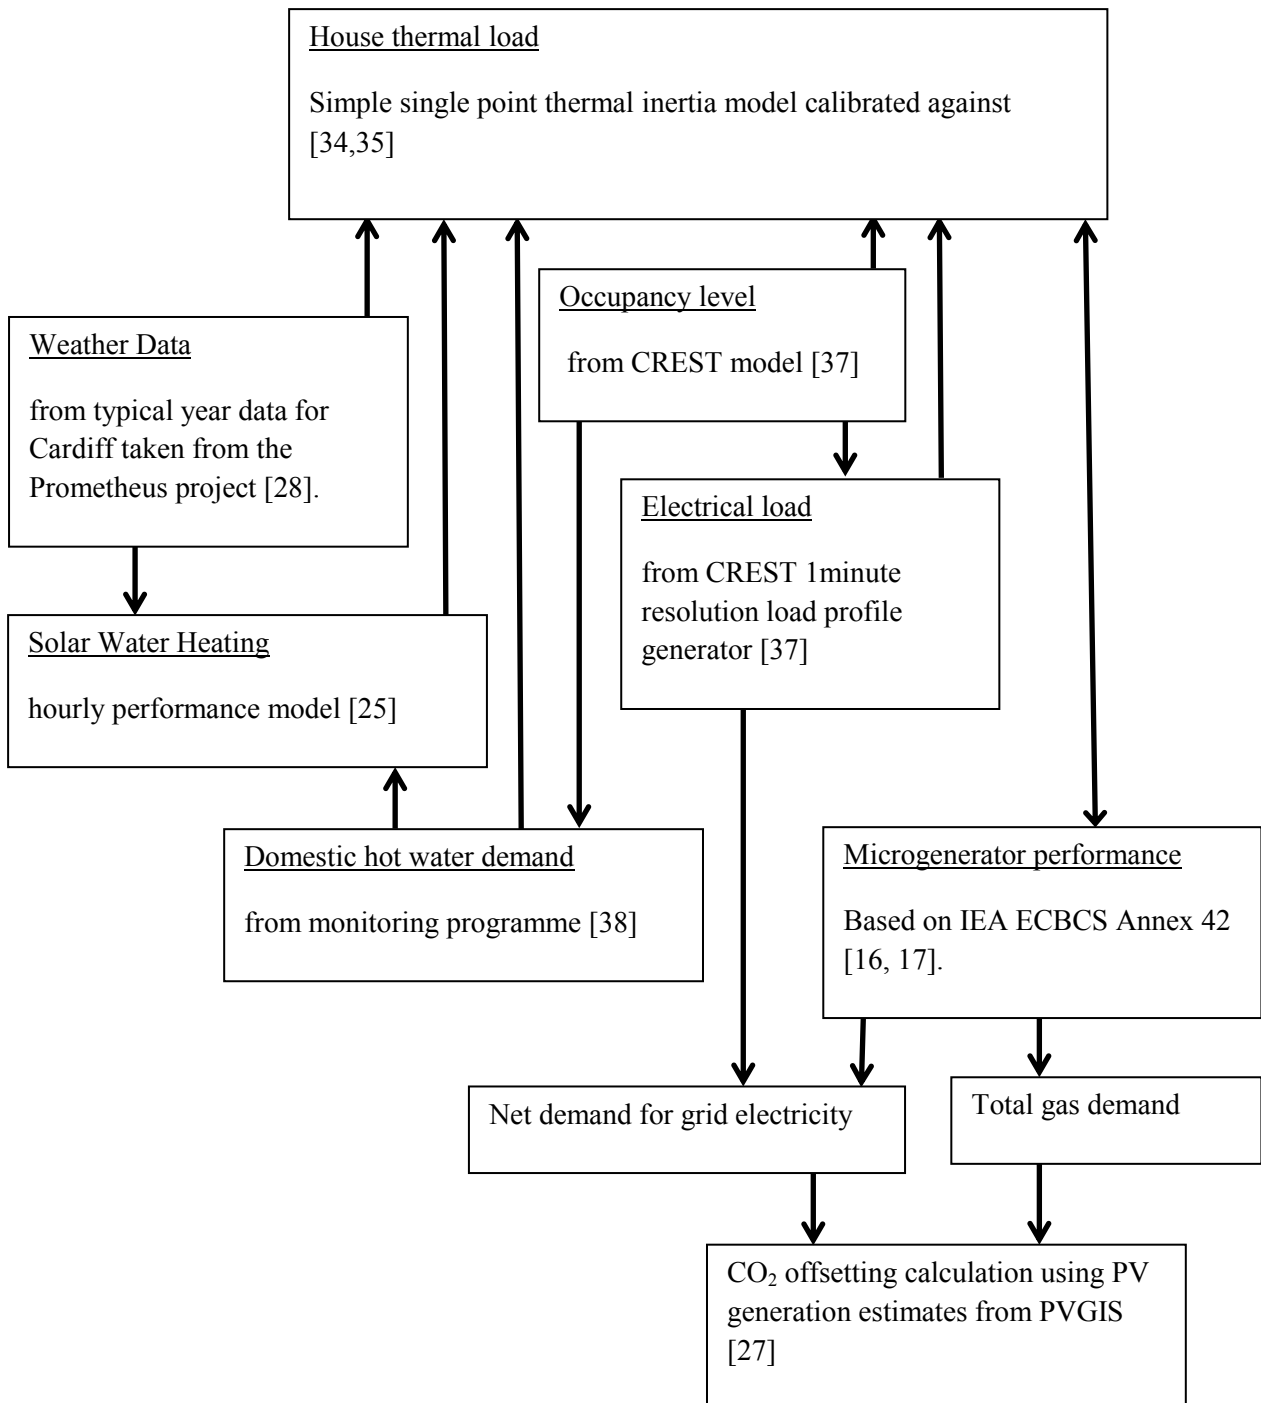 House thermal load
Simple single point thermal inertia model calibrated against
[34,35]
Occupancy level
from CREST model [37]
Weather Data
from typical year data for
Cardiff taken from the
Prometheus project [28].
Electrical load
from CREST 1minute
resolution load profile
generator [37]
Solar Water Heating
hourly performance model [25]
Domestic hot water demand
from monitoring programme [38]
Microgenerator performance
Based on IEA ECBCS Annex 42
[16, 17].
Net demand for grid electricity
Total gas demand
CO₂ offsetting calculation using PV
generation estimates from PVGIS
[27]